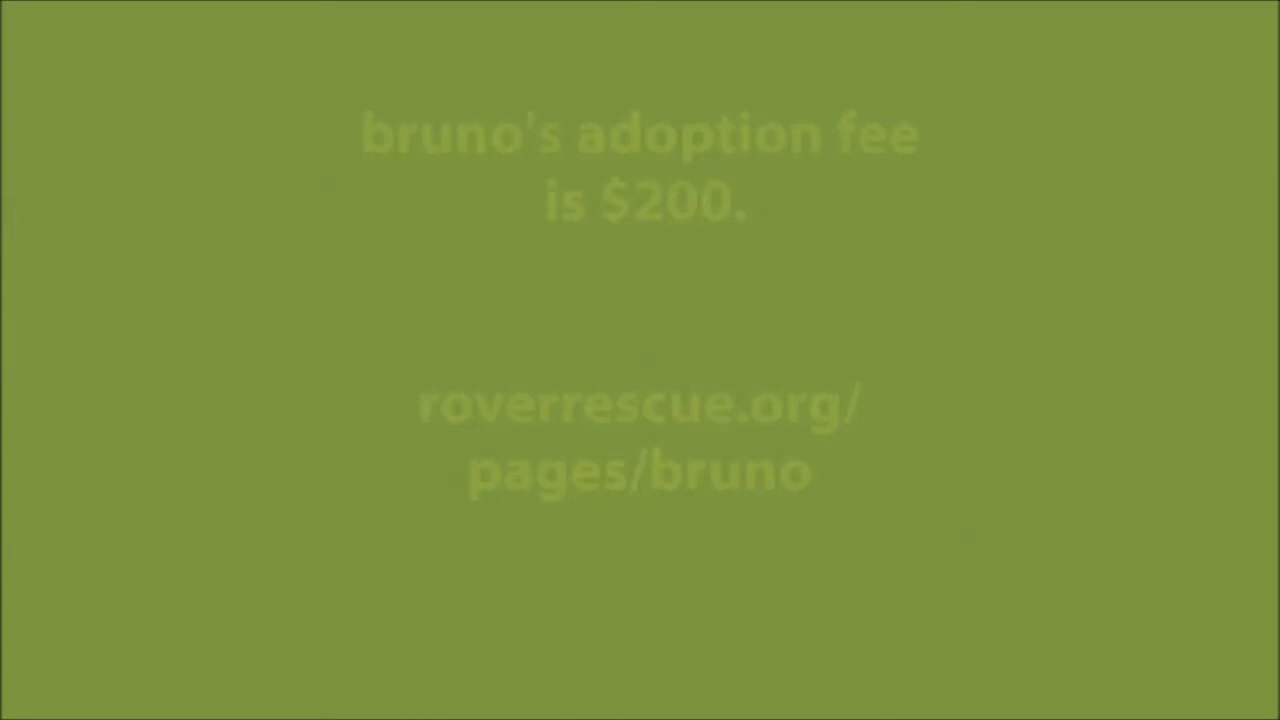 bruno's adoption fee
is $200.
roverrescue.org/
pages/bruno